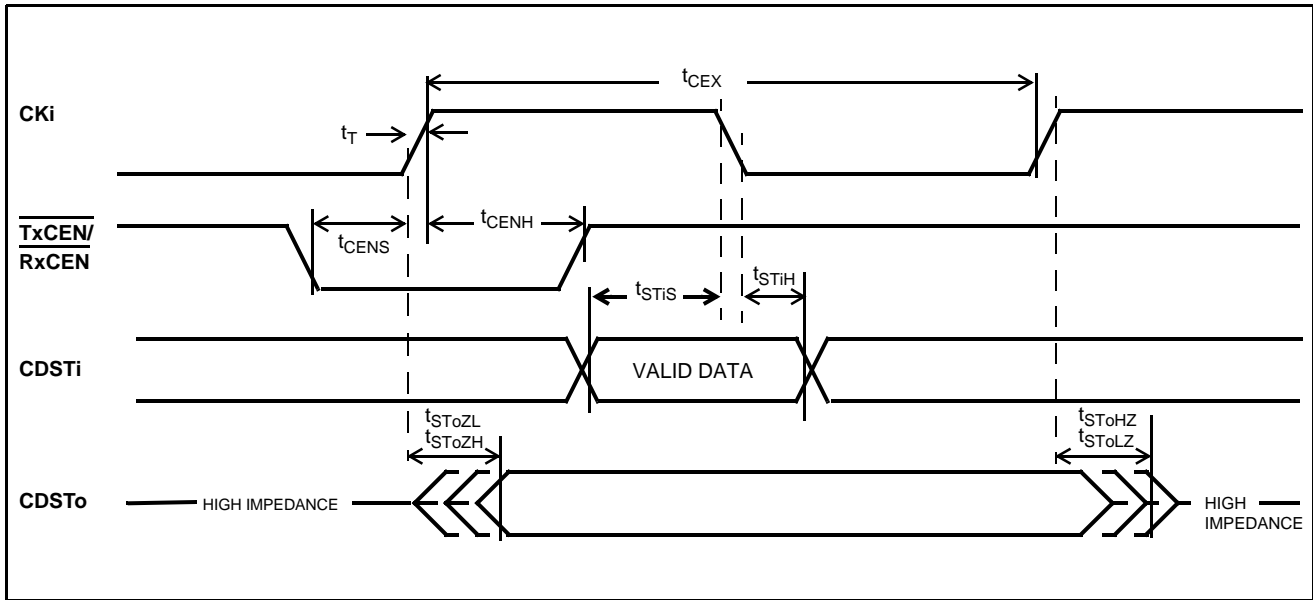 tCEX
CKi
tT
TxCEN/
RxCEN
tCENS
tCENH
tSTiS
tSTiH
CDSTi
VALID DATA
tSToZL
tSToZH
tSToHZ
tSToLZ
CDSTo
HIGH IMPEDANCE
HIGH
IMPEDANCE